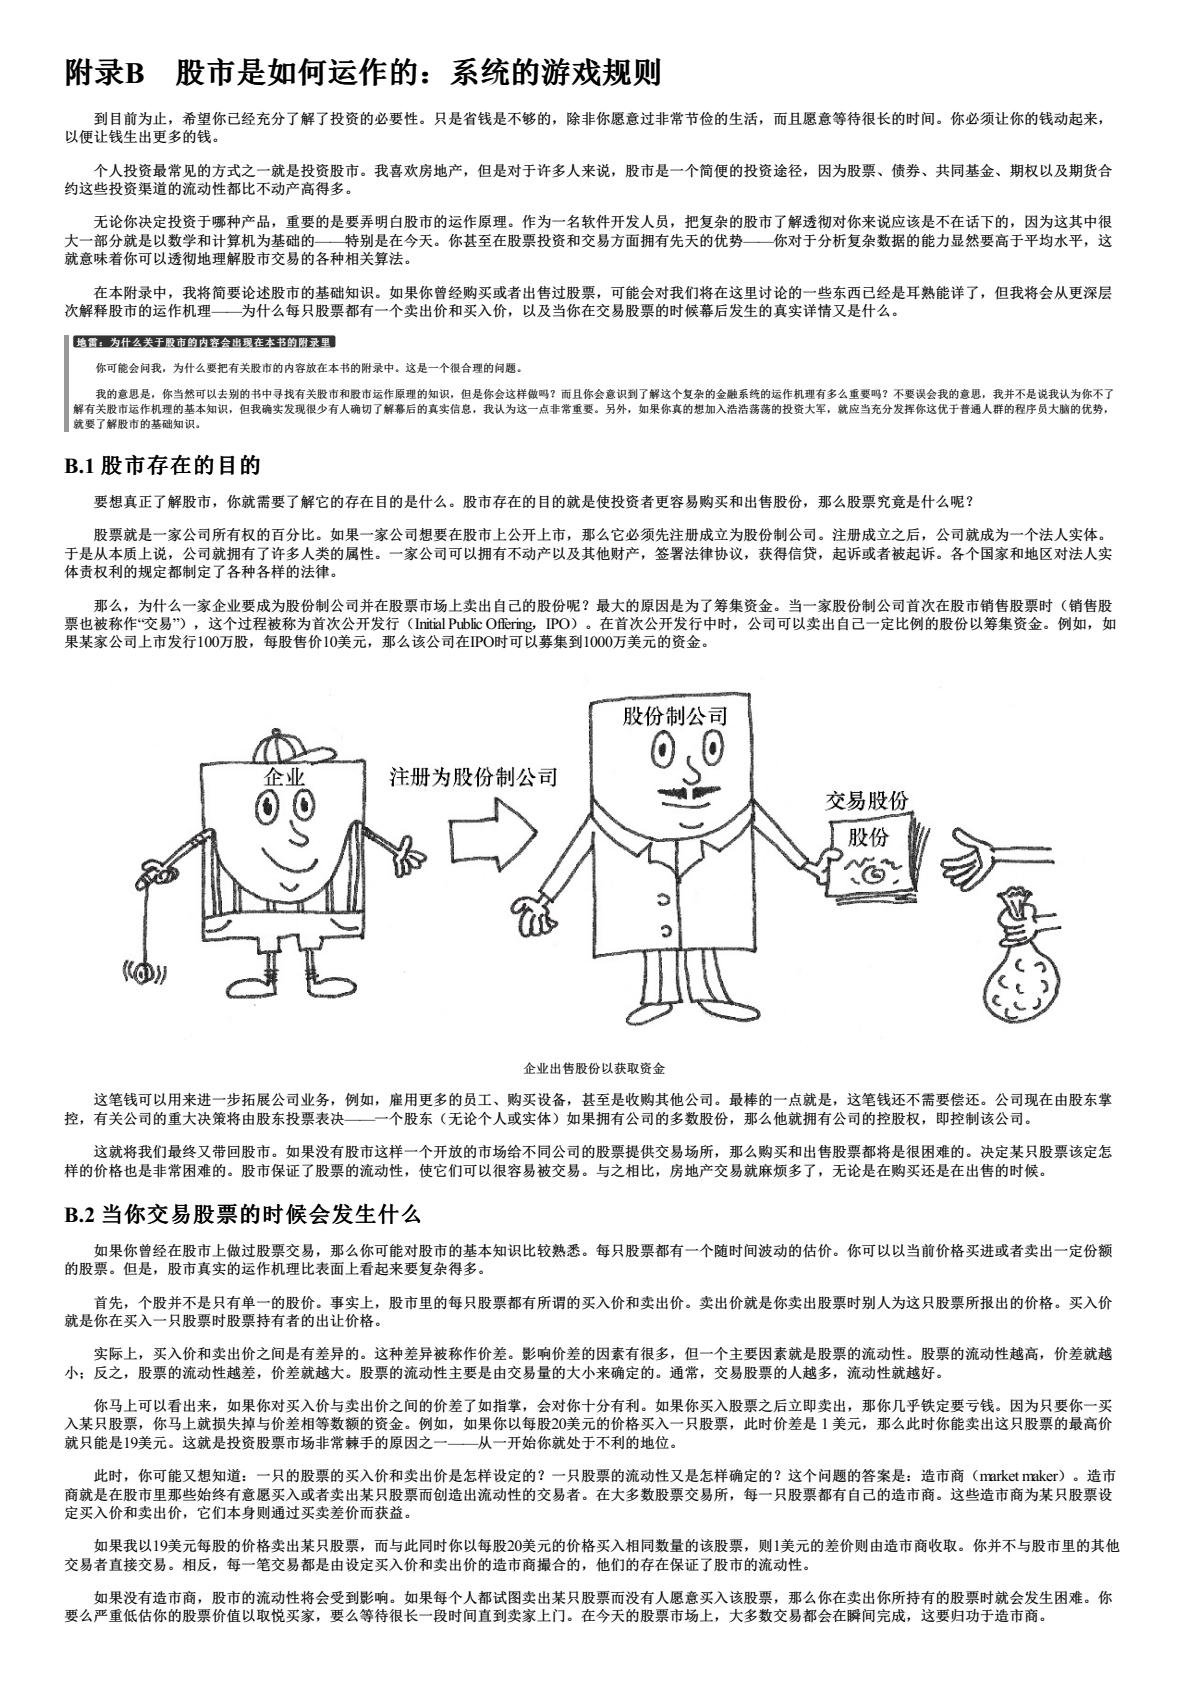 附录B　股市是如何运作的：系统的游戏规则
到目前为止，希望你已经充分了解了投资的必要性。只是省钱是不够的，除非你愿意过非常节俭的生活，而且愿意等待很长的时间。你必须让你的钱动起来，
以便让钱生出更多的钱。
个人投资最常见的方式之一就是投资股市。我喜欢房地产，但是对于许多人来说，股市是一个简便的投资途径，因为股票、债券、共同基金、期权以及期货合
约这些投资渠道的流动性都比不动产高得多。
无论你决定投资于哪种产品，重要的是要弄明白股市的运作原理。作为一名软件开发人员，把复杂的股市了解透彻对你来说应该是不在话下的，因为这其中很
大一部分就是以数学和计算机为基础的——特别是在今天。你甚至在股票投资和交易方面拥有先天的优势——你对于分析复杂数据的能力显然要高于平均水平，这
就意味着你可以透彻地理解股市交易的各种相关算法。
在本附录中，我将简要论述股市的基础知识。如果你曾经购买或者出售过股票，可能会对我们将在这里讨论的一些东西已经是耳熟能详了，但我将会从更深层
次解释股市的运作机理——为什么每只股票都有一个卖出价和买入价，以及当你在交易股票的时候幕后发生的真实详情又是什么。
地雷：为什么关于股市的内容会出现在本书的附录里
你可能会问我，为什么要把有关股市的内容放在本书的附录中。这是一个很合理的问题。
我的意思是，你当然可以去别的书中寻找有关股市和股市运作原理的知识，但是你会这样做吗？而且你会意识到了解这个复杂的金融系统的运作机理有多么重要吗？不要误会我的意思，我并不是说我认为你不了
解有关股市运作机理的基本知识，但我确实发现很少有人确切了解幕后的真实信息，我认为这一点非常重要。另外，如果你真的想加入浩浩荡荡的投资大军，就应当充分发挥你这优于普通人群的程序员大脑的优势，
就要了解股市的基础知识。
B.1 股市存在的目的
要想真正了解股市，你就需要了解它的存在目的是什么。股市存在的目的就是使投资者更容易购买和出售股份，那么股票究竟是什么呢？
股票就是一家公司所有权的百分比。如果一家公司想要在股市上公开上市，那么它必须先注册成立为股份制公司。注册成立之后，公司就成为一个法人实体。
于是从本质上说，公司就拥有了许多人类的属性。一家公司可以拥有不动产以及其他财产，签署法律协议，获得信贷，起诉或者被起诉。各个国家和地区对法人实
体责权利的规定都制定了各种各样的法律。
那么，为什么一家企业要成为股份制公司并在股票市场上卖出自己的股份呢？最大的原因是为了筹集资金。当一家股份制公司首次在股市销售股票时（销售股
票也被称作“交易”），这个过程被称为首次公开发行（Initial Public Offering，IPO）。在首次公开发行中时，公司可以卖出自己一定比例的股份以筹集资金。例如，如
果某家公司上市发行100万股，每股售价10美元，那么该公司在IPO时可以募集到1000万美元的资金。
股份制公司
企业
注册为股份制公司
交易股份
股份
企业出售股份以获取资金
这笔钱可以用来进一步拓展公司业务，例如，雇用更多的员工、购买设备，甚至是收购其他公司。最棒的一点就是，这笔钱还不需要偿还。公司现在由股东掌
控，有关公司的重大决策将由股东投票表决——一个股东（无论个人或实体）如果拥有公司的多数股份，那么他就拥有公司的控股权，即控制该公司。
这就将我们最终又带回股市。如果没有股市这样一个开放的市场给不同公司的股票提供交易场所，那么购买和出售股票都将是很困难的。决定某只股票该定怎
样的价格也是非常困难的。股市保证了股票的流动性，使它们可以很容易被交易。与之相比，房地产交易就麻烦多了，无论是在购买还是在出售的时候。
B.2 当你交易股票的时候会发生什么
如果你曾经在股市上做过股票交易，那么你可能对股市的基本知识比较熟悉。每只股票都有一个随时间波动的估价。你可以以当前价格买进或者卖出一定份额
的股票。但是，股市真实的运作机理比表面上看起来要复杂得多。
首先，个股并不是只有单一的股价。事实上，股市里的每只股票都有所谓的买入价和卖出价。卖出价就是你卖出股票时别人为这只股票所报出的价格。买入价
就是你在买入一只股票时股票持有者的出让价格。
实际上，买入价和卖出价之间是有差异的。这种差异被称作价差。影响价差的因素有很多，但一个主要因素就是股票的流动性。股票的流动性越高，价差就越
小；反之，股票的流动性越差，价差就越大。股票的流动性主要是由交易量的大小来确定的。通常，交易股票的人越多，流动性就越好。
你马上可以看出来，如果你对买入价与卖出价之间的价差了如指掌，会对你十分有利。如果你买入股票之后立即卖出，那你几乎铁定要亏钱。因为只要你一买
入某只股票，你马上就损失掉与价差相等数额的资金。例如，如果你以每股20美元的价格买入一只股票，此时价差是 1 美元，那么此时你能卖出这只股票的最高价
就只能是19美元。这就是投资股票市场非常棘手的原因之一——从一开始你就处于不利的地位。
此时，你可能又想知道：一只的股票的买入价和卖出价是怎样设定的？一只股票的流动性又是怎样确定的？这个问题的答案是：造市商（market maker）。造市
商就是在股市里那些始终有意愿买入或者卖出某只股票而创造出流动性的交易者。在大多数股票交易所，每一只股票都有自己的造市商。这些造市商为某只股票设
定买入价和卖出价，它们本身则通过买卖差价而获益。
如果我以19美元每股的价格卖出某只股票，而与此同时你以每股20美元的价格买入相同数量的该股票，则1美元的差价则由造市商收取。你并不与股市里的其他
交易者直接交易。相反，每一笔交易都是由设定买入价和卖出价的造市商撮合的，他们的存在保证了股市的流动性。
如果没有造市商，股市的流动性将会受到影响。如果每个人都试图卖出某只股票而没有人愿意买入该股票，那么你在卖出你所持有的股票时就会发生困难。你
要么严重低估你的股票价值以取悦买家，要么等待很长一段时间直到卖家上门。在今天的股票市场上，大多数交易都会在瞬间完成，这要归功于造市商。